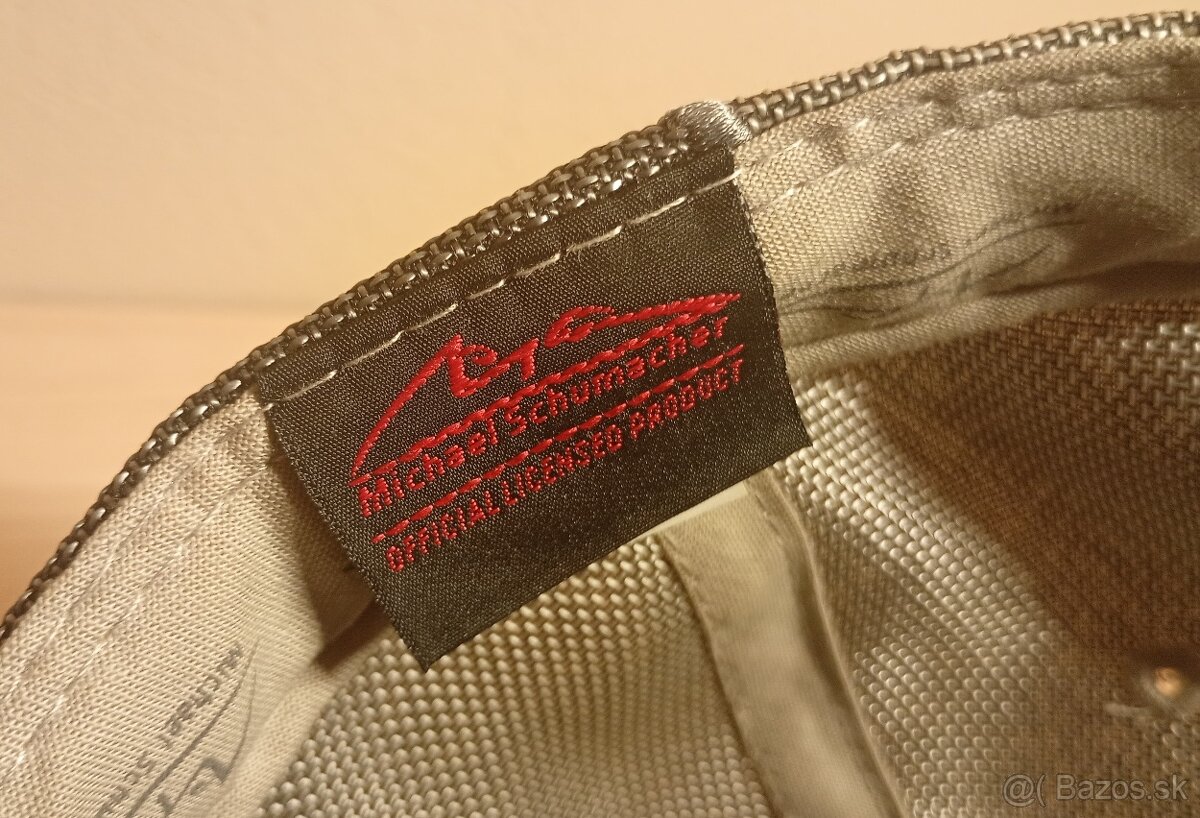 Michael Schumacher
OFFICIAL LICENSED PRODUCT
@( Bazos.sk